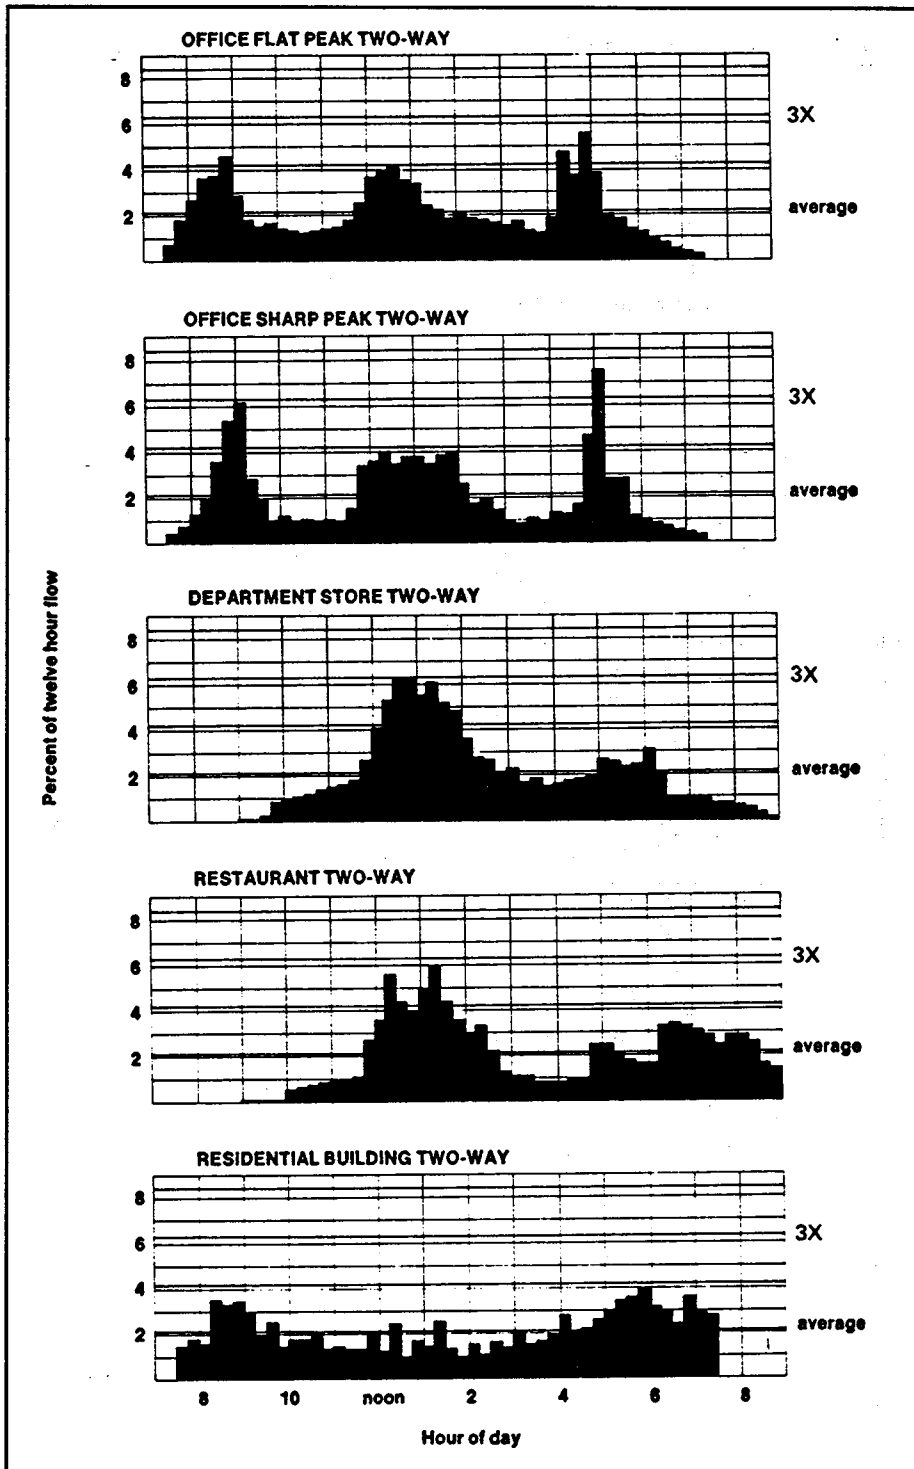 OFFICE FLAT PEAK TWO-WAY
8
6
4
2
3X
average
OFFICE SHARP PEAK TWO-WAY
8
6
4
2
3X
average
DEPARTMENT STORE TWO-WAY
8
6
4
2
3X
average
Percent of twelve hour flow
RESTAURANT TWO-WAY
8
6
4
2
3X
average
RESIDENTIAL BUILDING TWO-WAY
8
6
4
2
3X
average
8 10 noon 2 4 6 8
Hour of day